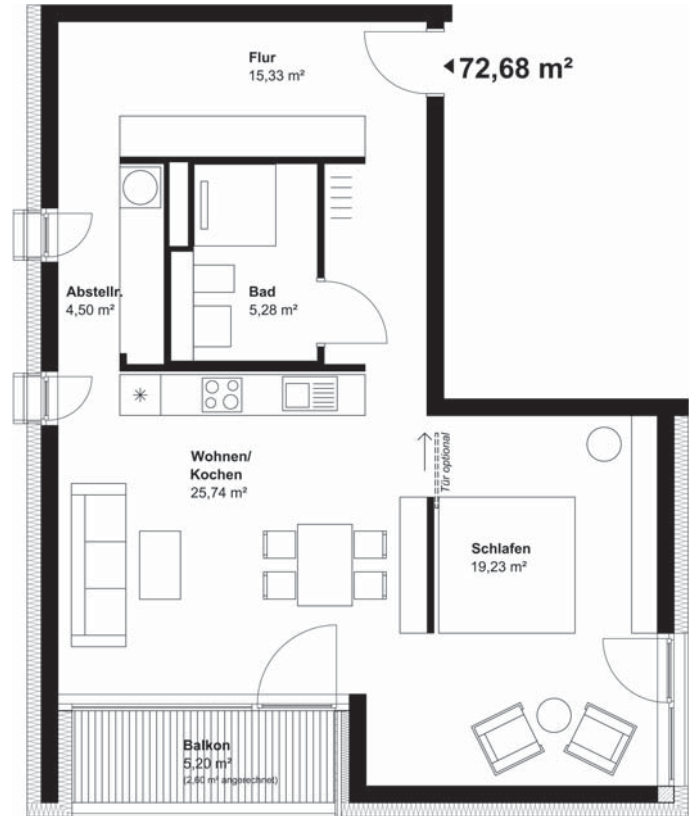 Flur
15,33 m²
72,68 m²
Abstellr.
4,50 m²
Bad
5,28 m²
Wohnen/
Kochen
25,74 m²
Tür optional
Schlafen
19,23 m²
Balkon
5,20 m²
(2,60 m² angerechnet)